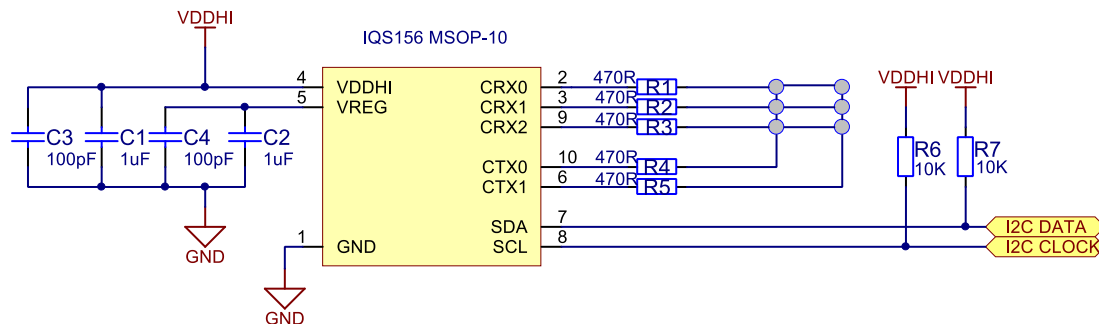 VDDHI
IQS156 MSOP-10
4 VDDHI CRX0 2 470R R1 VDDHI VDDHI
5 VREG CRX1 3 470R R2
CRX2 9 470R R3
C3 C1 C4 C2
100pF 1uF 100pF 1uF
R6 R7
10K 10K
CTX0 10 470R R4
CTX1 6 470R R5
SDA 7 I2C DATA
1 GND SCL 8 I2C CLOCK
GND
GND